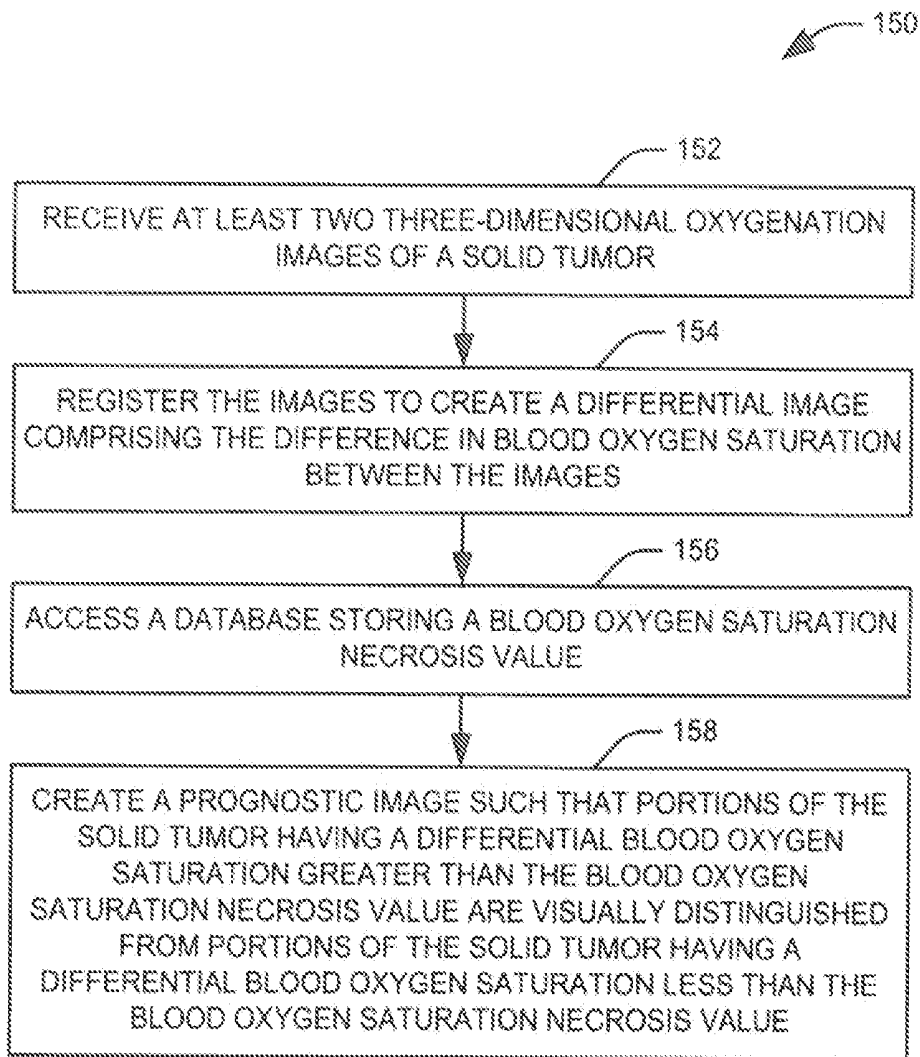 150
152
RECEIVE AT LEAST TWO THREE-DIMENSIONAL OXYGENATION
IMAGES OF A SOLID TUMOR
154
REGISTER THE IMAGES TO CREATE A DIFFERENTIAL IMAGE
COMPRISING THE DIFFERENCE IN BLOOD OXYGEN SATURATION
BETWEEN THE IMAGES
156
ACCESS A DATABASE STORING A BLOOD OXYGEN SATURATION
NECROSIS VALUE
158
CREATE A PROGNOSTIC IMAGE SUCH THAT PORTIONS OF THE
SOLID TUMOR HAVING A DIFFERENTIAL BLOOD OXYGEN
SATURATION GREATER THAN THE BLOOD OXYGEN
SATURATION NECROSIS VALUE ARE VISUALLY DISTINGUISHED
FROM PORTIONS OF THE SOLID TUMOR HAVING A
DIFFERENTIAL BLOOD OXYGEN SATURATION LESS THAN THE
BLOOD OXYGEN SATURATION NECROSIS VALUE